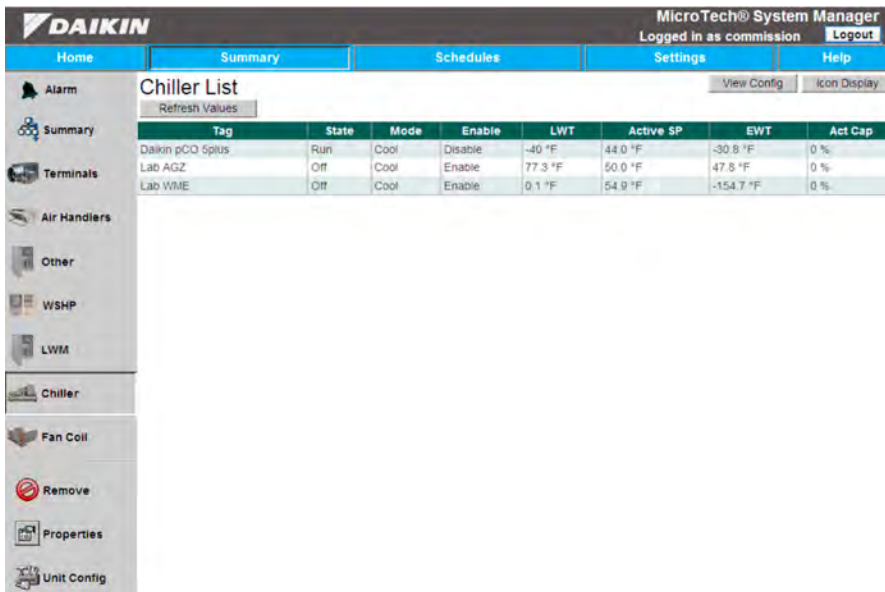 DAIKIN
MicroTech® System Manager
Logged in as commission Logout
Home Summary Schedules Settings Help
Alarm
Summary
Terminals
Air Handlers
Other
WSHP
LWM
Chiller
Fan Coil
Remove
Properties
Unit Config
Chiller List
View Config Icon Display
Refresh Values
Tag State Mode Enable LWT Active SP EWT Act Cap
Daikin pCO 5plus Run Cool Disable -40 °F 44.0 °F -30.8 °F 0 %
Lab AGZ Off Cool Enable 77.3 °F 50.0 °F 47.8 °F 0 %
Lab WME Off Cool Enable 0.1 °F 54.9 °F -154.7 °F 0 %